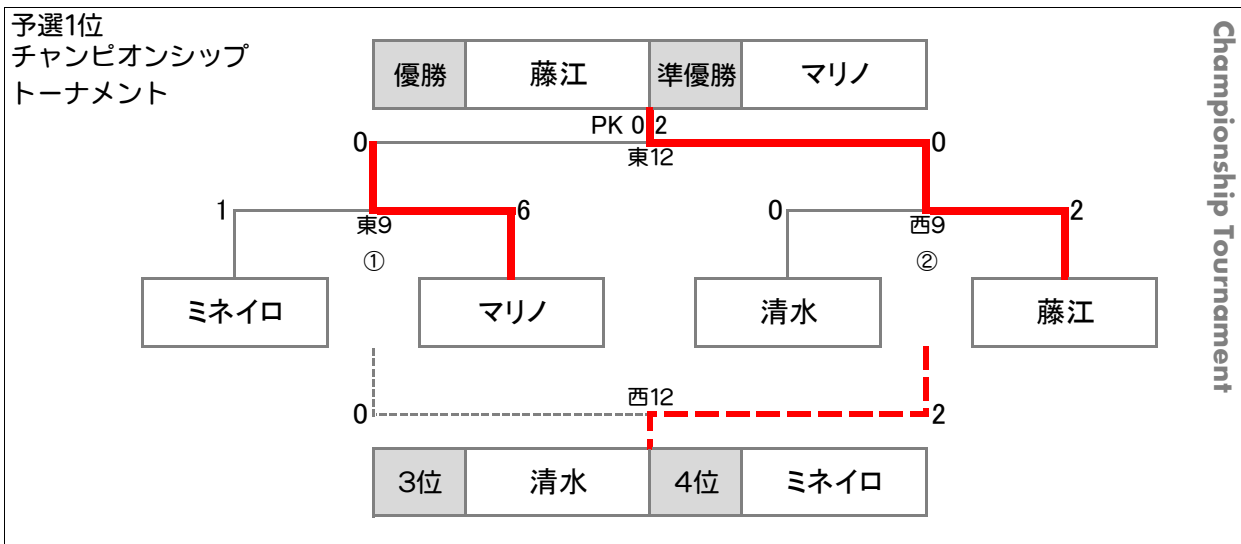 予選1位
チャンピオンシップ
トーナメント
Championship Tournament
優勝 藤江 準優勝 マリノ
PK 0 2
0 東12 0
1 東9 6 0 西9 2
① ②
ミネイロ マリノ 清水 藤江
西12
0 2
3位 清水 4位 ミネイロ